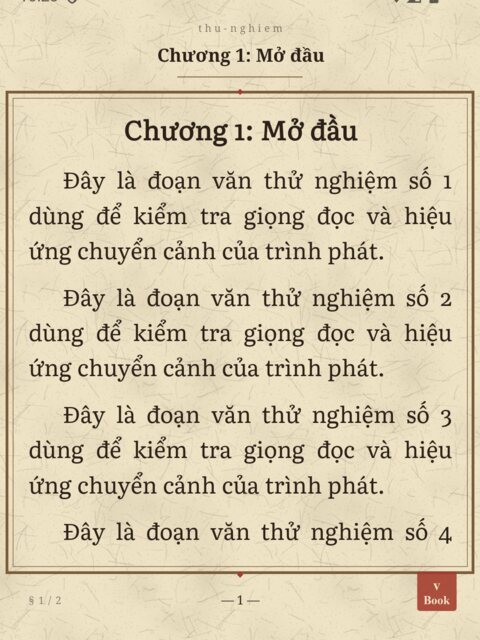 thu-nghiem
Chương 1: Mở đầu
Chương 1: Mở đầu
Đây là đoạn văn thử nghiệm số 1
dùng để kiểm tra giọng đọc và hiệu
ứng chuyển cảnh của trình phát.
Đây là đoạn văn thử nghiệm số 2
dùng để kiểm tra giọng đọc và hiệu
ứng chuyển cảnh của trình phát.
Đây là đoạn văn thử nghiệm số 3
dùng để kiểm tra giọng đọc và hiệu
ứng chuyển cảnh của trình phát.
Đây là đoạn văn thử nghiệm số 4
§ 1 / 2
— 1 —
v
Book